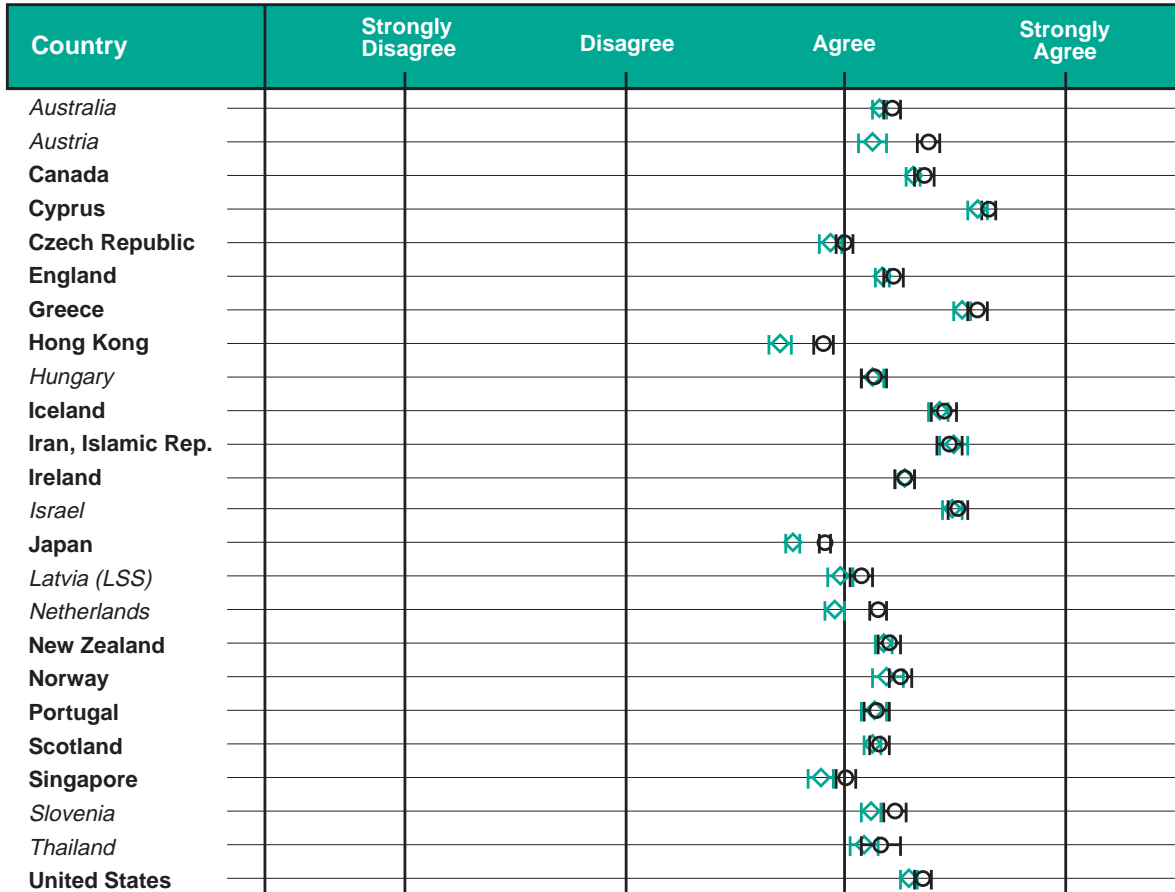 Country
Strongly
Disagree
Disagree
Agree
Strongly
Agree
Australia
Austria
Canada
Cyprus
Czech Republic
England
Greece
Hong Kong
Hungary
Iceland
Iran, Islamic Rep.
Ireland
Israel
Japan
Latvia (LSS)
Netherlands
New Zealand
Norway
Portugal
Scotland
Singapore
Slovenia
Thailand
United States